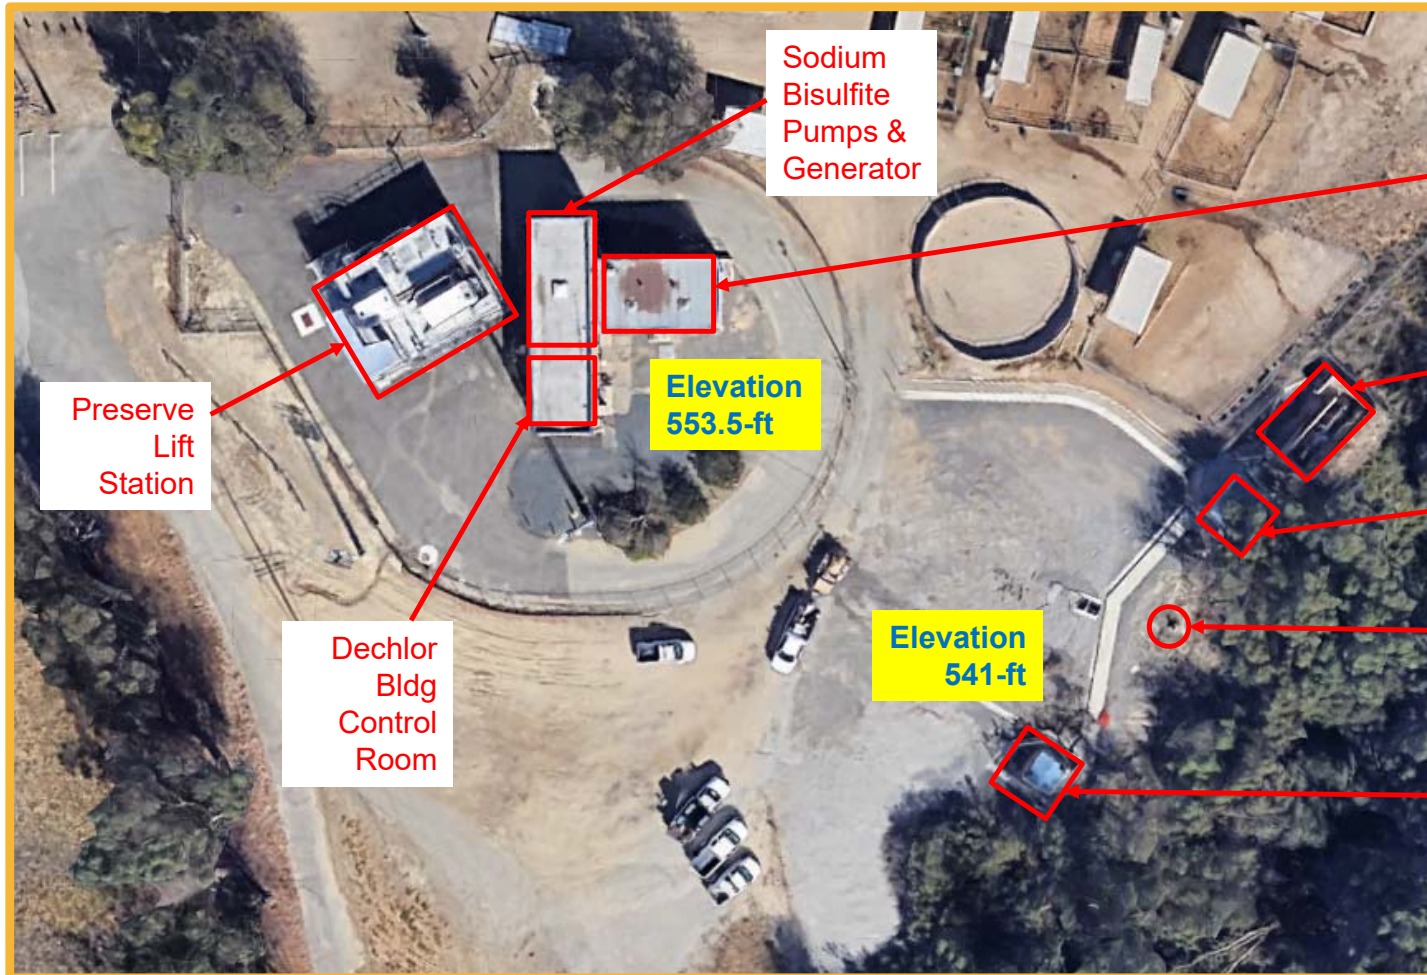 Sodium
Bisulfite
Pumps &
Generator
Preserve
Lift
Station
Elevation
553.5-ft
Elevation
541-ft
Dechlor
Bldg
Control
Room